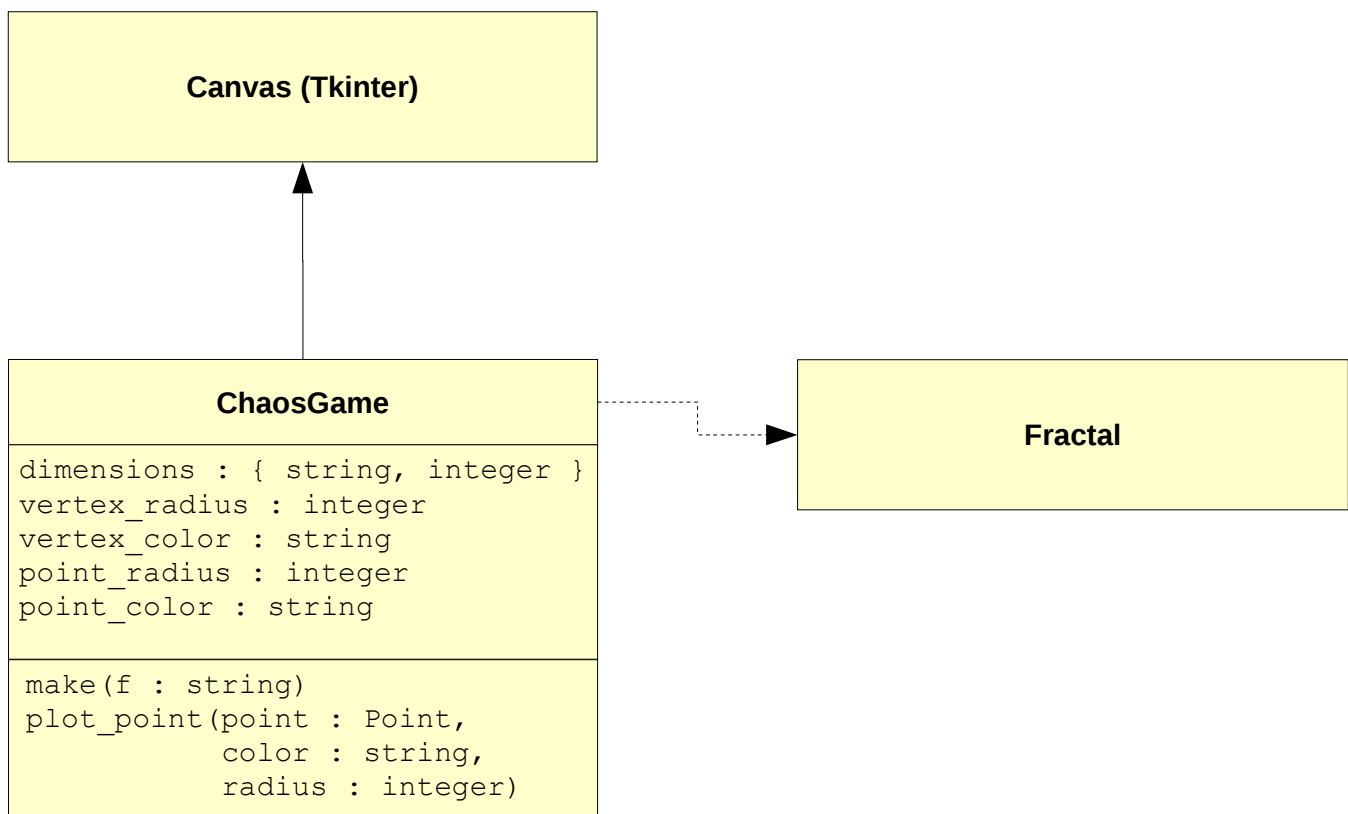 Canvas (Tkinter)
ChaosGame
dimensions : { string, integer }
vertex_radius : integer
vertex_color : string
point_radius : integer
point_color : string
make(f : string)
plot_point(point : Point,
color : string,
radius : integer)
Fractal